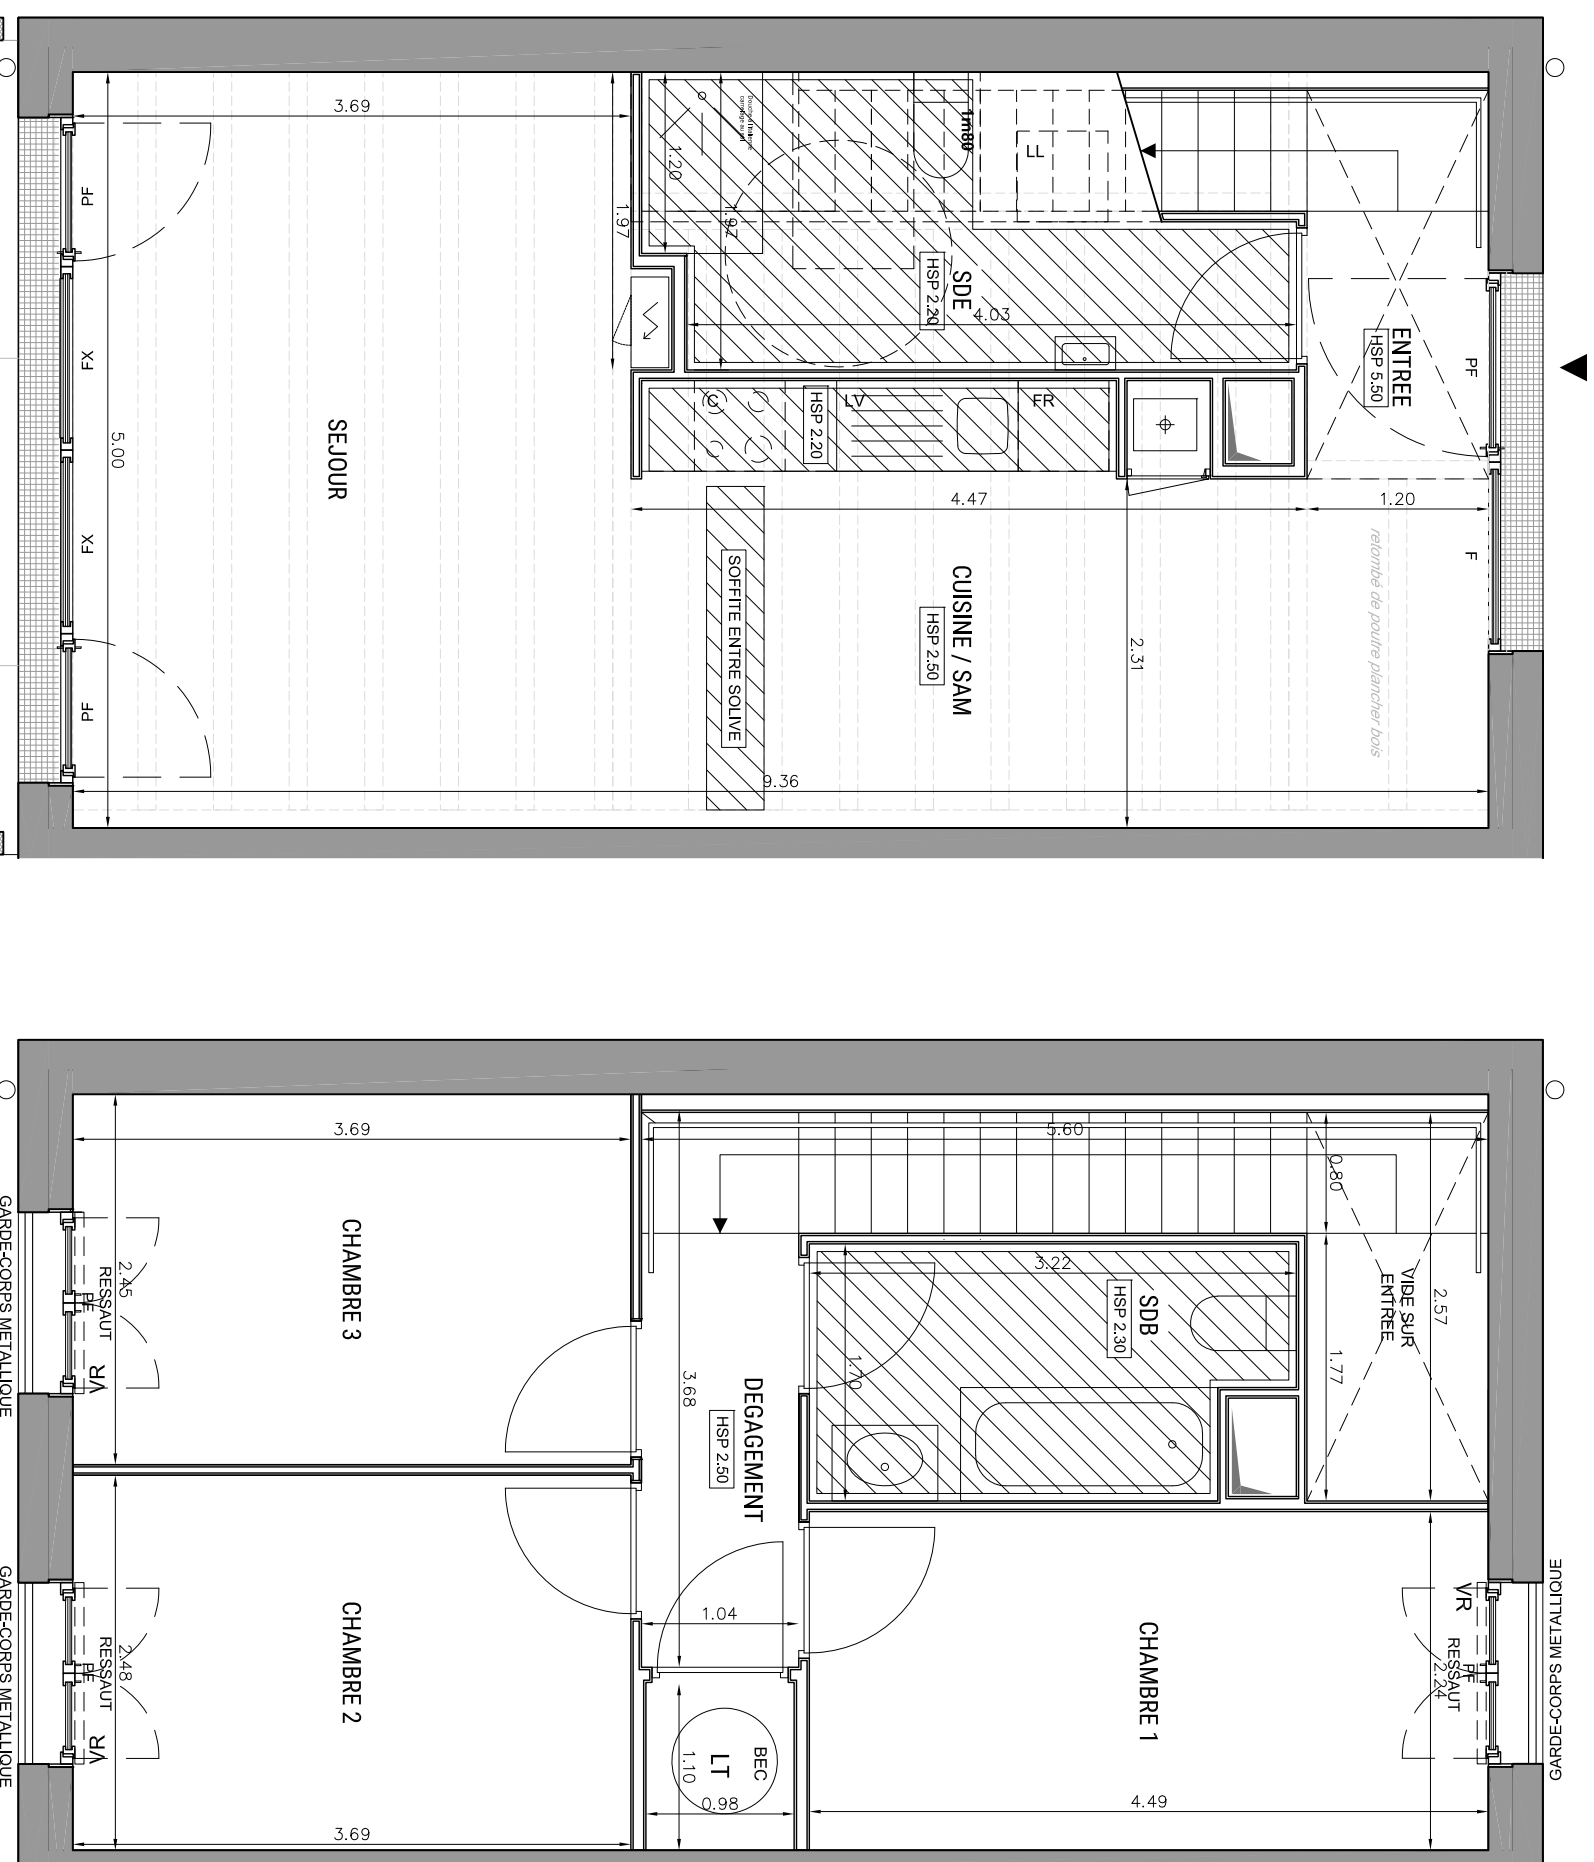 3.69
1.20
1.97
1.97
Douche à l'italienne
1m80
LL
PF
FX
FX
PF
5.00
SEJOUR
SDE
HSP 2.20
4.03
ENTREE
HSP 5.50
PF
F
C
HSP 2.20
LV
FR
4.47
1.20
SOFFITE ENTRE SOLIVE
CUISINE / SAM
HSP 2.50
2.31
retombé de poutre plancher bois
9.36
3.69
5.60
0.80
CHAMBRE 3
2.45
RESSAUT
PF
VR
GARDE-CORPS METALLIQUE
3.22
SDB
HSP 2.30
1.70
VIDE SUR
ENTREE
2.57
1.77
3.68
DEGAGEMENT
HSP 2.50
CHAMBRE 2
2.48
RESSAUT
PF
VR
GARDE-CORPS METALLIQUE
1.04
BEC
LT
1.10
0.98
CHAMBRE 1
VR
PF
RESSAUT
2.24
GARDE-CORPS METALLIQUE
4.49
3.69